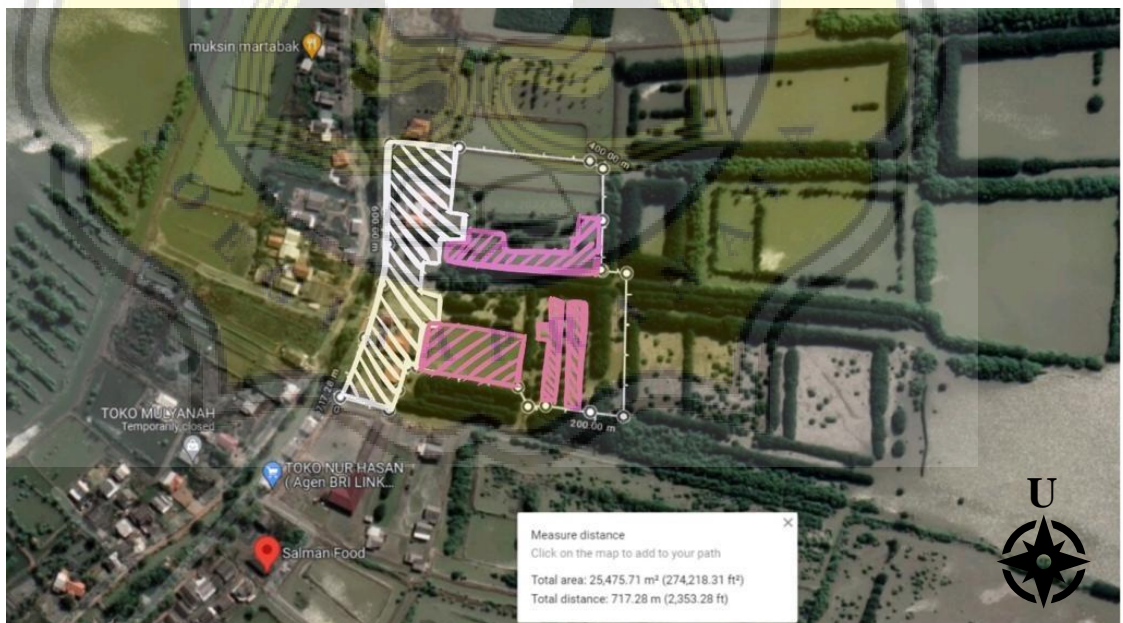 muksin martabak
400.00 m
600.00 m
717.28 m
TOKO MULYANAH
Temporarily closed
200.00 m
TOKO NUR HASAN
( Agen BRI LINK...
Salman Food
Measure distance
Click on the map to add to your path
Total area: 25,475.71 m² (274,218.31 ft²)
Total distance: 717.28 m (2,353.28 ft)
U